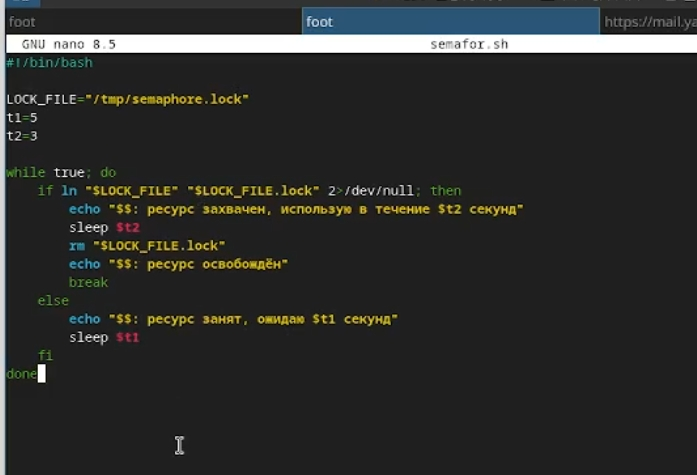 foot
foot
https://mail.ya
GNU nano 8.5
semafor.sh
#!/bin/bash
LOCK_FILE="/tmp/semaphore.lock"
t1=5
t2=3
while true; do
if ln "$LOCK_FILE" "$LOCK_FILE.lock" 2>/dev/null; then
echo "$$: ресурс захвачен, использую в течение $t2 секунд"
sleep $t2
rm "$LOCK_FILE.lock"
echo "$$: ресурс освобождён"
break
else
echo "$$: ресурс занят, ожидаю $t1 секунд"
sleep $t1
fi
done